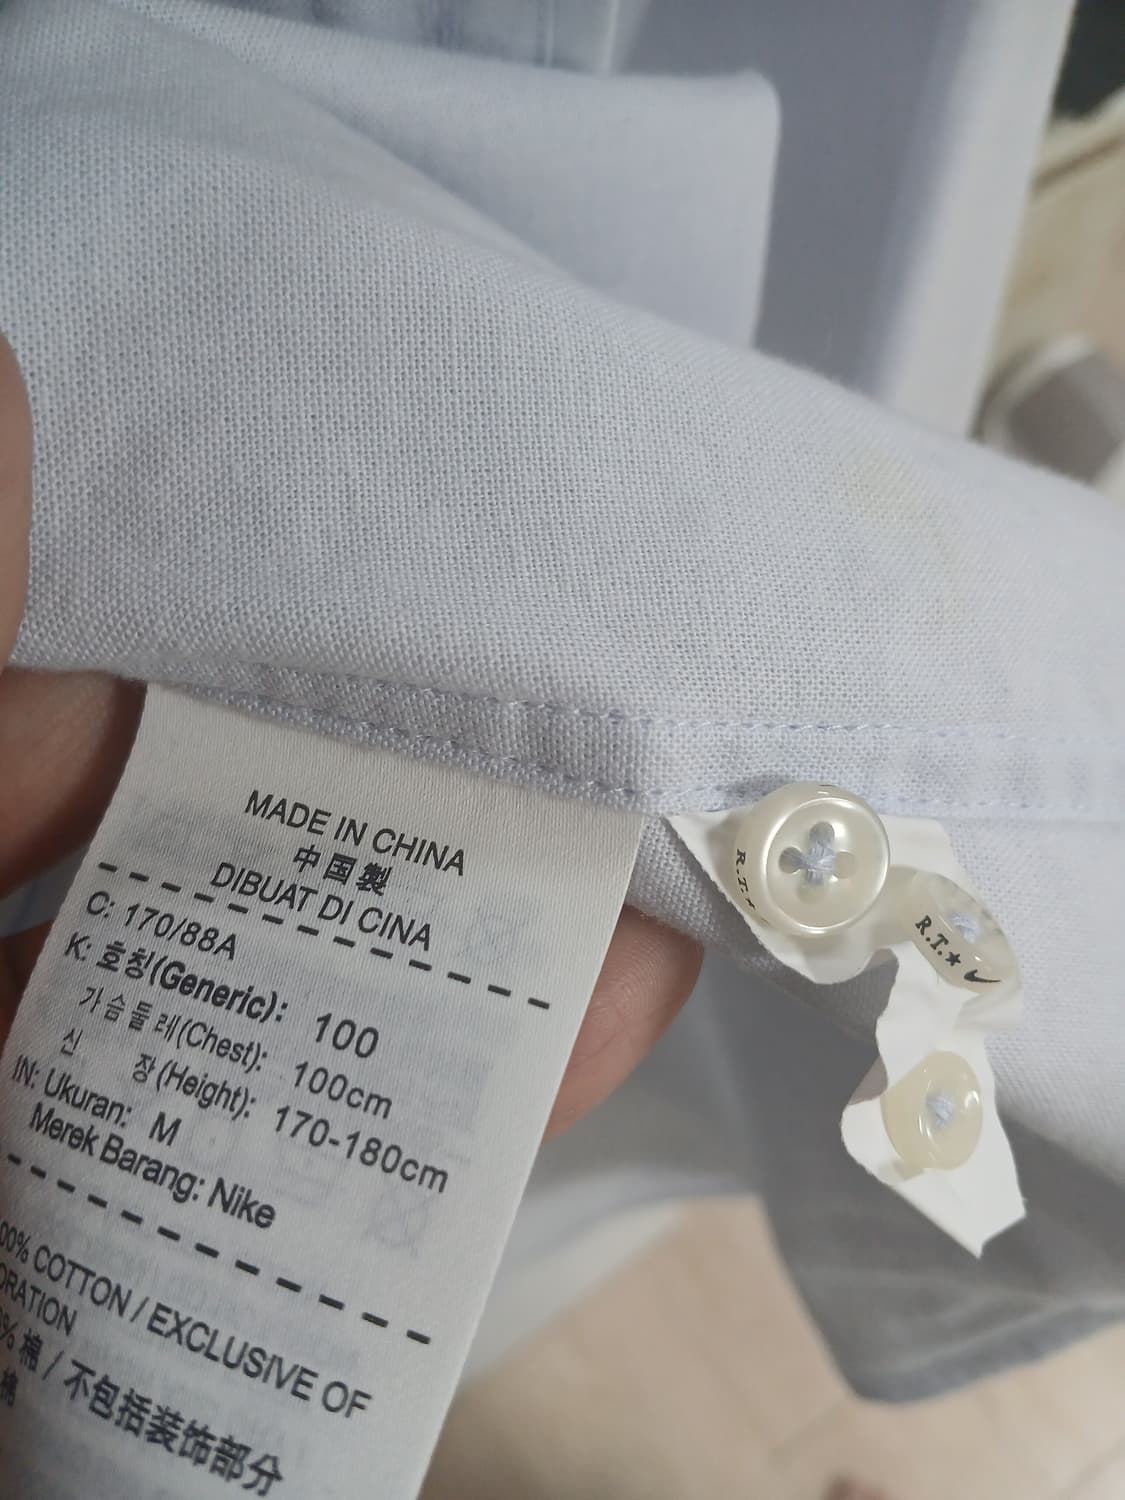 MADE IN CHINA
中国製
DIBUAT DI CINA
C: 170/88A
K: 호칭(Generic): 100
가슴둘레(Chest): 100cm
신 장(Height): 170-180cm
IN: Ukuran: M
Merek Barang: Nike
00% COTTON / EXCLUSIVE OF
ORATION
% 棉 / 不包括装饰部分
棉
R.T.★
R.T.★